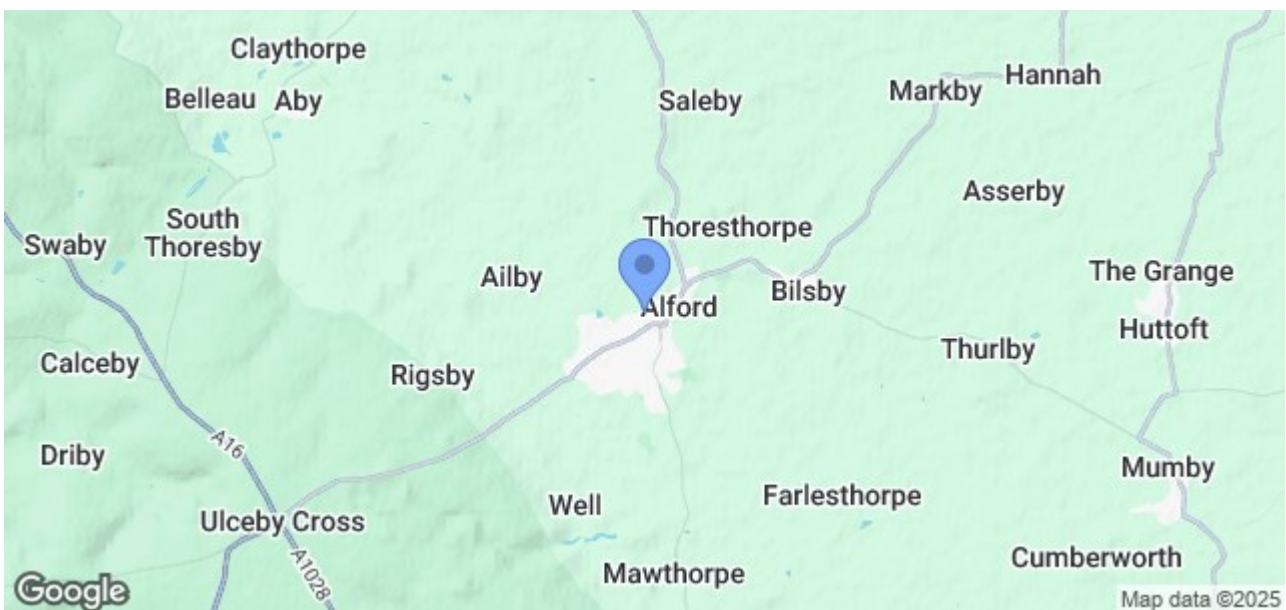 Claythorpe
Belleau
Aby
Saleby
Markby
Hannah
Asserby
South
Thoresby
Swaby
Thoresthorpe
Ailby
Alford
Bilsby
The Grange
Huttoft
Calceby
Rigsby
Thurlby
Driby
A16
Well
Farlesthorpe
Mumby
Ulceby Cross
A1028
Mawthorpe
Cumberworth
Google
Map data ©2025